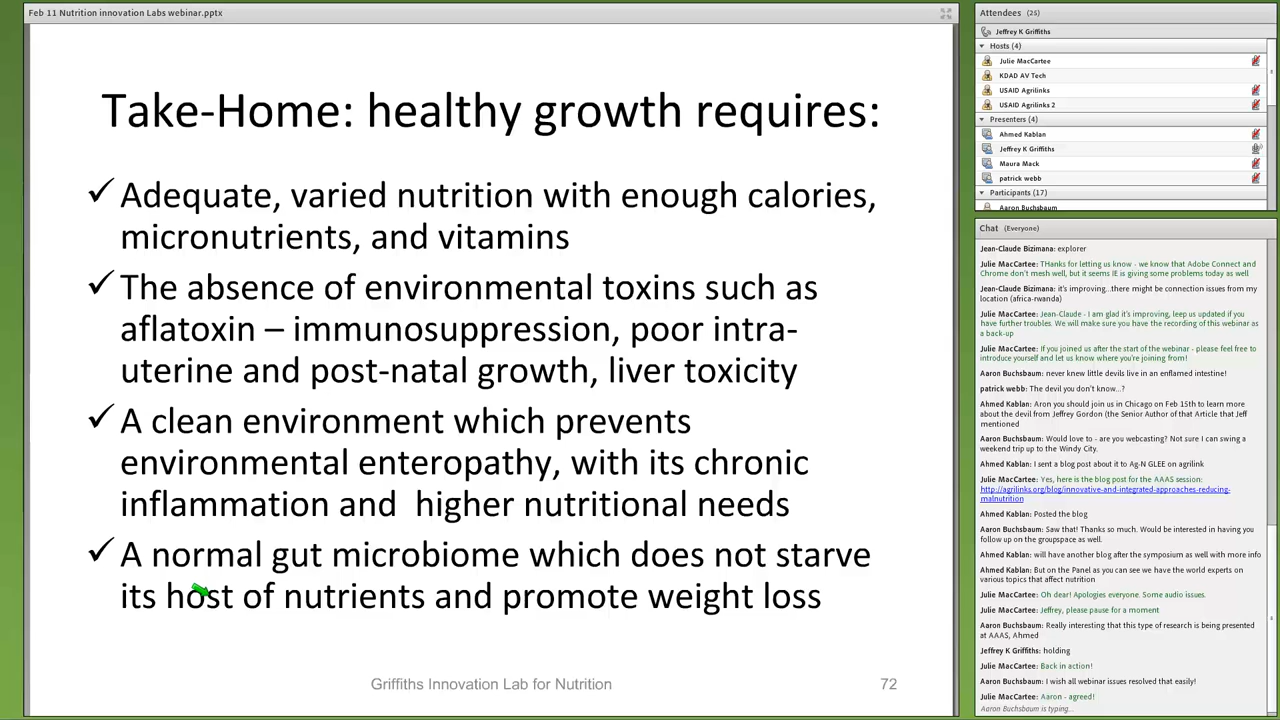 Feb 11 Nutrition innovation Labs webinar.pptx
Take-Home: healthy growth requires:
✓Adequate, varied nutrition with enough calories,
micronutrients, and vitamins
✓The absence of environmental toxins such as
aflatoxin – immunosuppression, poor intra-
uterine and post-natal growth, liver toxicity
✓A clean environment which prevents
environmental enteropathy, with its chronic
inflammation and  higher nutritional needs
✓A normal gut microbiome which does not starve
its host of nutrients and promote weight loss
Griffiths Innovation Lab for Nutrition 72
Attendees (25)
Jeffrey K Griffiths
Hosts (4)
Julie MacCartee
KDAD AV Tech
USAID Agrilinks
USAID Agrilinks 2
Presenters (4)
Ahmed Kablan
Jeffrey K Griffiths
Maura Mack
patrick webb
Participants (17)
Aaron Buchsbaum
Chat (Everyone)
Jean-Claude Bizimana: explorer
Julie MacCartee: THanks for letting us know - we know that Adobe Connect and
Chrome don't mesh well, but it seems IE is giving some problems today as well
Jean-Claude Bizimana: it's improving...there might be connection issues from my
location (africa-rwanda)
Julie MacCartee: Jean-Claude - I am glad it's improving, leep us updated if you
have further troubles. We will make sure you have the recording of this webinar as
a back-up
Julie MacCartee: If you joined us after the start of the webinar - please feel free to
introduce yourself and let us know where you're joining from!
Aaron Buchsbaum: never knew little devils live in an enflamed intestine!
patrick webb: The devil you don't know...?
Ahmed Kablan: Aron you should join us in Chicago on Feb 15th to learn more
about the devil from Jeffrey Gordon (the Senior Author of that Article that Jeff
mentioned
Aaron Buchsbaum: Would love to - are you webcasting? Not sure I can swing a
weekend trip up to the Windy City.
Ahmed Kablan: I sent a blog post about it to Ag-N GLEE on agrilink
Julie MacCartee: Yes, here is the blog post for the AAAS session:
http://agrilinks.org/blog/innovative-and-integrated-approaches-reducing-
malnutrition
Ahmed Kablan: Posted the blog
Aaron Buchsbaum: Saw that! Thanks so much. Would be interested in having you
follow up on the groupspace as well.
Ahmed Kablan: will have another blog after the symposium as well with more info
Ahmed Kablan: But on the Panel as you can see we have the world experts on
various topics that affect nutrition
Julie MacCartee: Oh dear! Apologies everyone. Some audio issues.
Julie MacCartee: Jeffrey, please pause for a moment
Aaron Buchsbaum: Really interesting that this type of research is being presented
at AAAS, Ahmed
Jeffrey K Griffiths: holding
Julie MacCartee: Back in action!
Aaron Buchsbaum: I wish all webinar issues resolved that easily!
Julie MacCartee: Aaron - agreed!
Aaron Buchsbaum is typing...